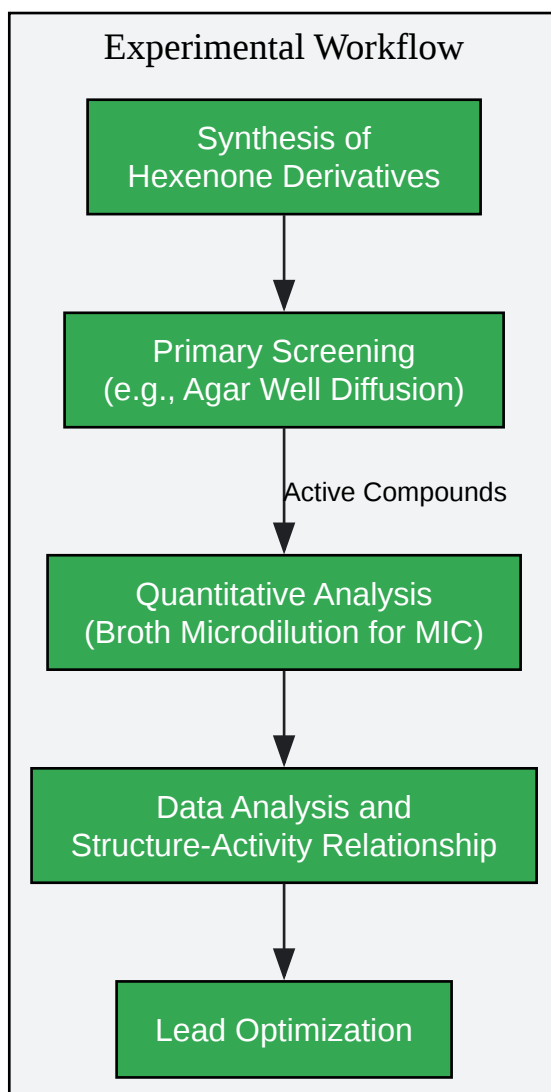 Experimental Workflow
Synthesis of
Hexenone Derivatives
Primary Screening
(e.g., Agar Well Diffusion)
Active Compounds
Quantitative Analysis
(Broth Microdilution for MIC)
Data Analysis and
Structure-Activity Relationship
Lead Optimization